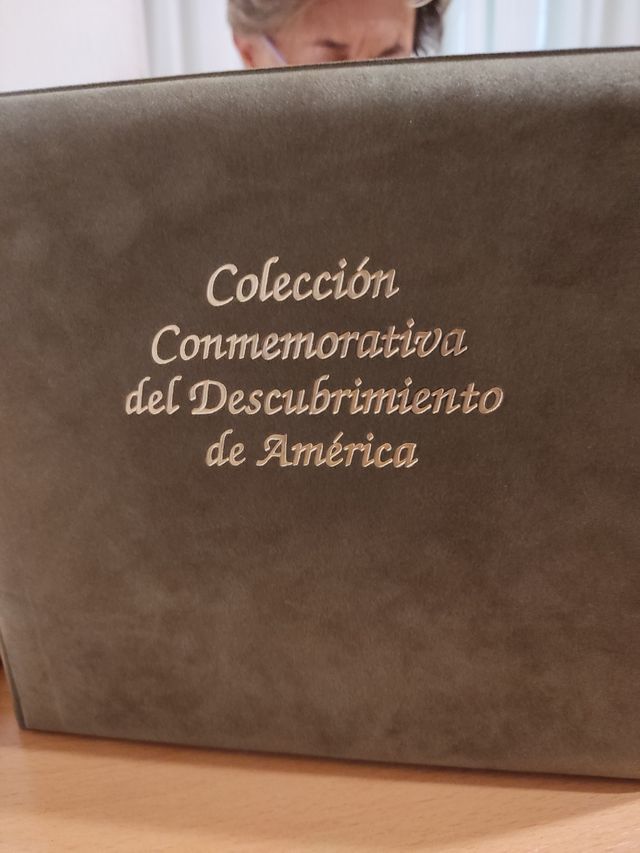 Colección
Conmemorativa
del Descubrimiento
de América